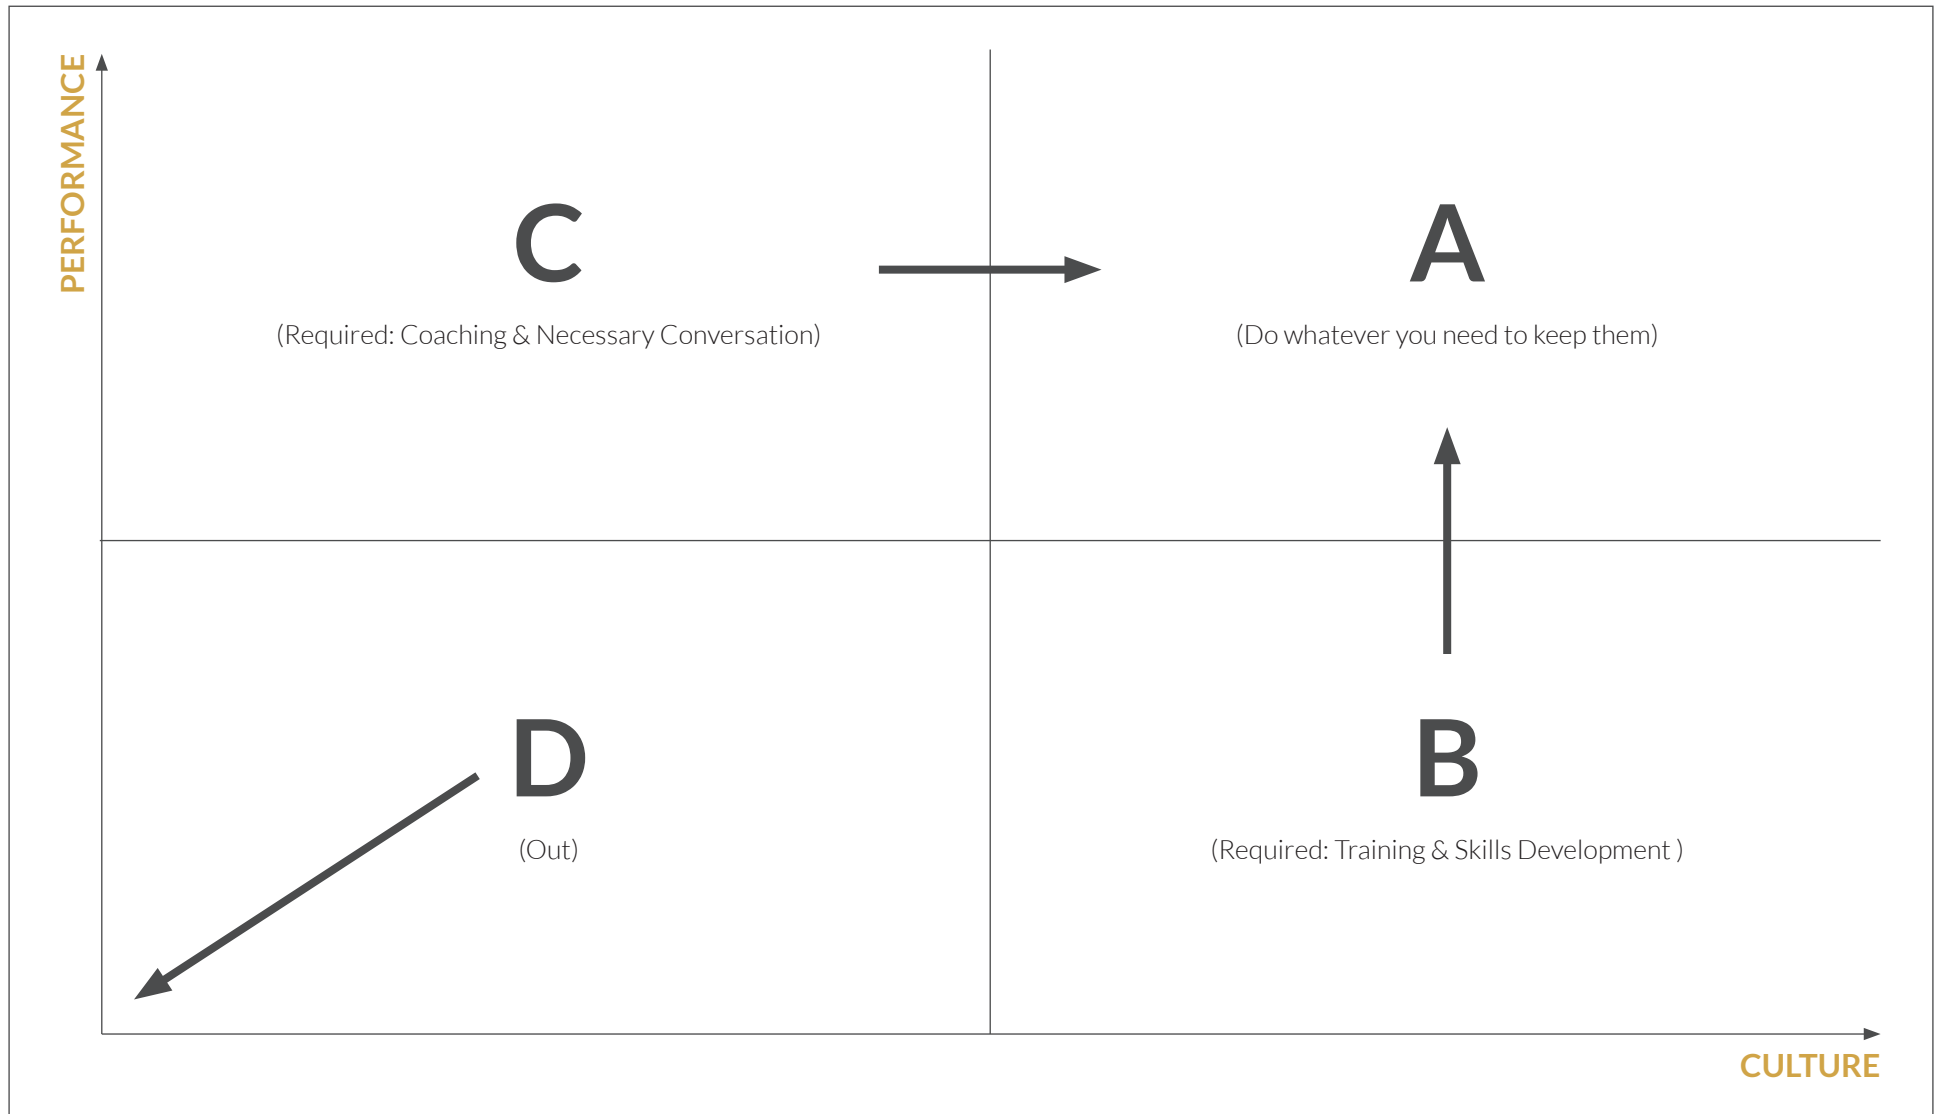 PERFORMANCE
C
(Required: Coaching & Necessary Conversation)
A
(Do whatever you need to keep them)
D
(Out)
B
(Required: Training & Skills Development )
CULTURE